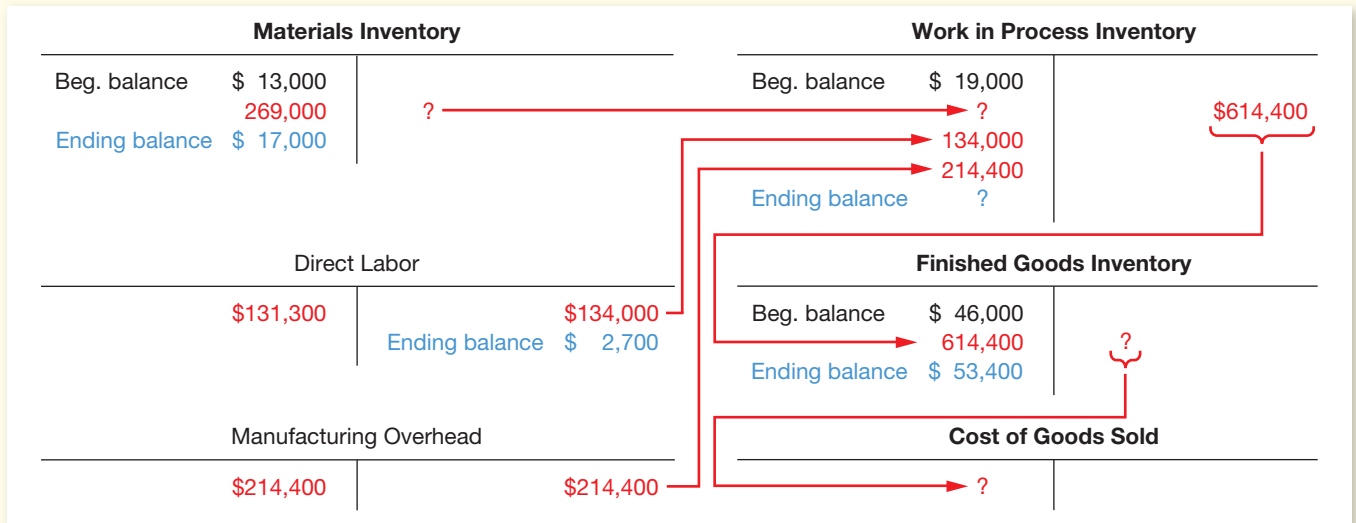 Materials Inventory
Beg. balance $ 13,000
269,000 ?
Ending balance $ 17,000
Direct Labor
$131,300 $134,000
Ending balance $ 2,700
Manufacturing Overhead
$214,400 $214,400
Work in Process Inventory
Beg. balance $ 19,000
? $614,400
134,000
214,400
Ending balance ?
Finished Goods Inventory
Beg. balance $ 46,000
614,400 ?
Ending balance $ 53,400
Cost of Goods Sold
?